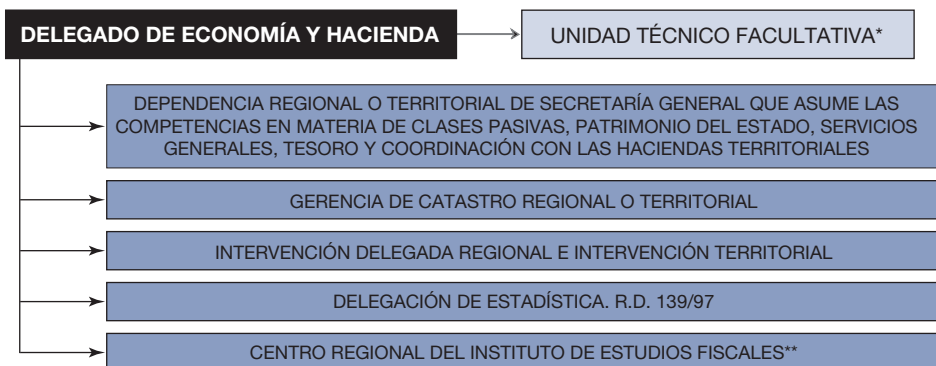 DELEGADO DE ECONOMÍA Y HACIENDA
UNIDAD TÉCNICO FACULTATIVA*
DEPENDENCIA REGIONAL O TERRITORIAL DE SECRETARÍA GENERAL QUE ASUME LAS
COMPETENCIAS EN MATERIA DE CLASES PASIVAS, PATRIMONIO DEL ESTADO, SERVICIOS
GENERALES, TESORO Y COORDINACIÓN CON LAS HACIENDAS TERRITORIALES
GERENCIA DE CATASTRO REGIONAL O TERRITORIAL
INTERVENCIÓN DELEGADA REGIONAL E INTERVENCIÓN TERRITORIAL
DELEGACIÓN DE ESTADÍSTICA. R.D. 139/97
CENTRO REGIONAL DEL INSTITUTO DE ESTUDIOS FISCALES**